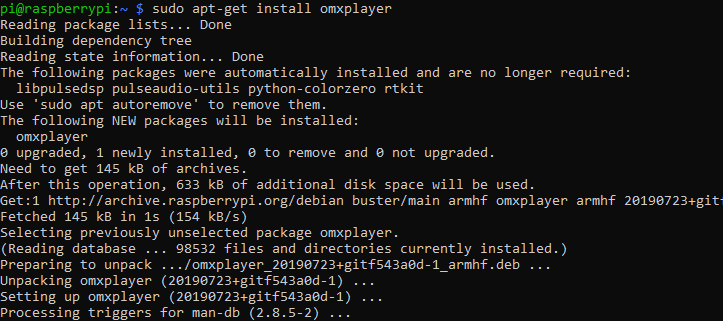 pi@raspberrypi:~ $ sudo apt-get install omxplayer
Reading package lists... Done
Building dependency tree
Reading state information... Done
The following packages were automatically installed and are no longer required:
  libpulsedsp pulseaudio-utils python-colorzero rtkit
Use 'sudo apt autoremove' to remove them.
The following NEW packages will be installed:
  omxplayer
0 upgraded, 1 newly installed, 0 to remove and 0 not upgraded.
Need to get 145 kB of archives.
After this operation, 633 kB of additional disk space will be used.
Get:1 http://archive.raspberrypi.org/debian buster/main armhf omxplayer armhf 20190723+gitf
Fetched 145 kB in 1s (154 kB/s)
Selecting previously unselected package omxplayer.
(Reading database ... 98532 files and directories currently installed.)
Preparing to unpack .../omxplayer_20190723+gitf543a0d-1_armhf.deb ...
Unpacking omxplayer (20190723+gitf543a0d-1) ...
Setting up omxplayer (20190723+gitf543a0d-1) ...
Processing triggers for man-db (2.8.5-2) ...